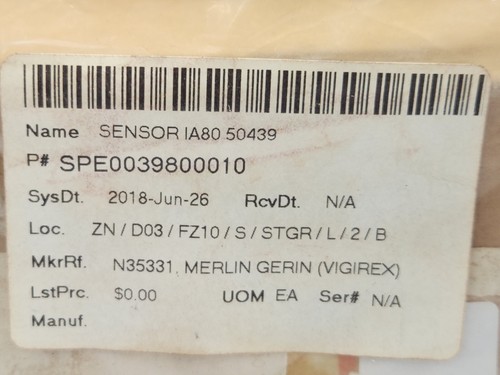 Name SENSOR IA80 50439
P# SPE0039800010
SysDt. 2018-Jun-26 RcvDt. N/A
Loc. ZN / D03 / FZ10 / S / STGR / L / 2 / B
MkrRf. N35331, MERLIN GERIN (VIGIREX)
LstPrc. $0.00 UOM EA Ser# N/A
Manuf.